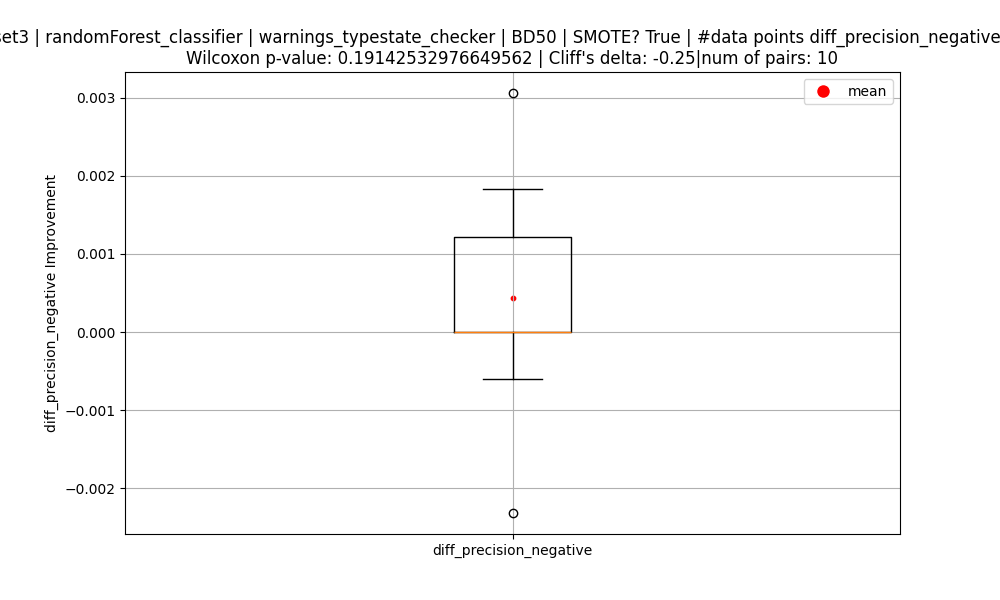 set3 | randomForest_classifier | warnings_typestate_checker | BD50 | SMOTE? True | #data points diff_precision_negative
Wilcoxon p-value: 0.19142532976649562 | Cliff's delta: -0.25|num of pairs: 10
mean
0.003
0.002
0.001
0.000
−0.001
−0.002
diff_precision_negative Improvement
diff_precision_negative